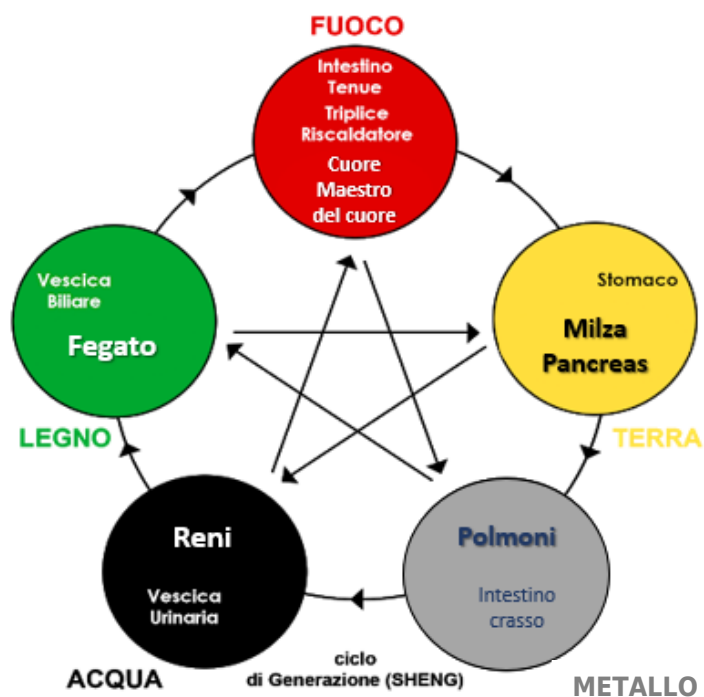 FUOCO
Intestino
Tenue
Triplice
Riscaldatore
Cuore
Maestro
del cuore
Vescica
Biliare
Fegato
LEGNO
Stomaco
Milza
Pancreas
TERRA
Reni
Vescica
Urinaria
ACQUA
Polmoni
Intestino
crasso
METALLO
ciclo
di Generazione (SHENG)